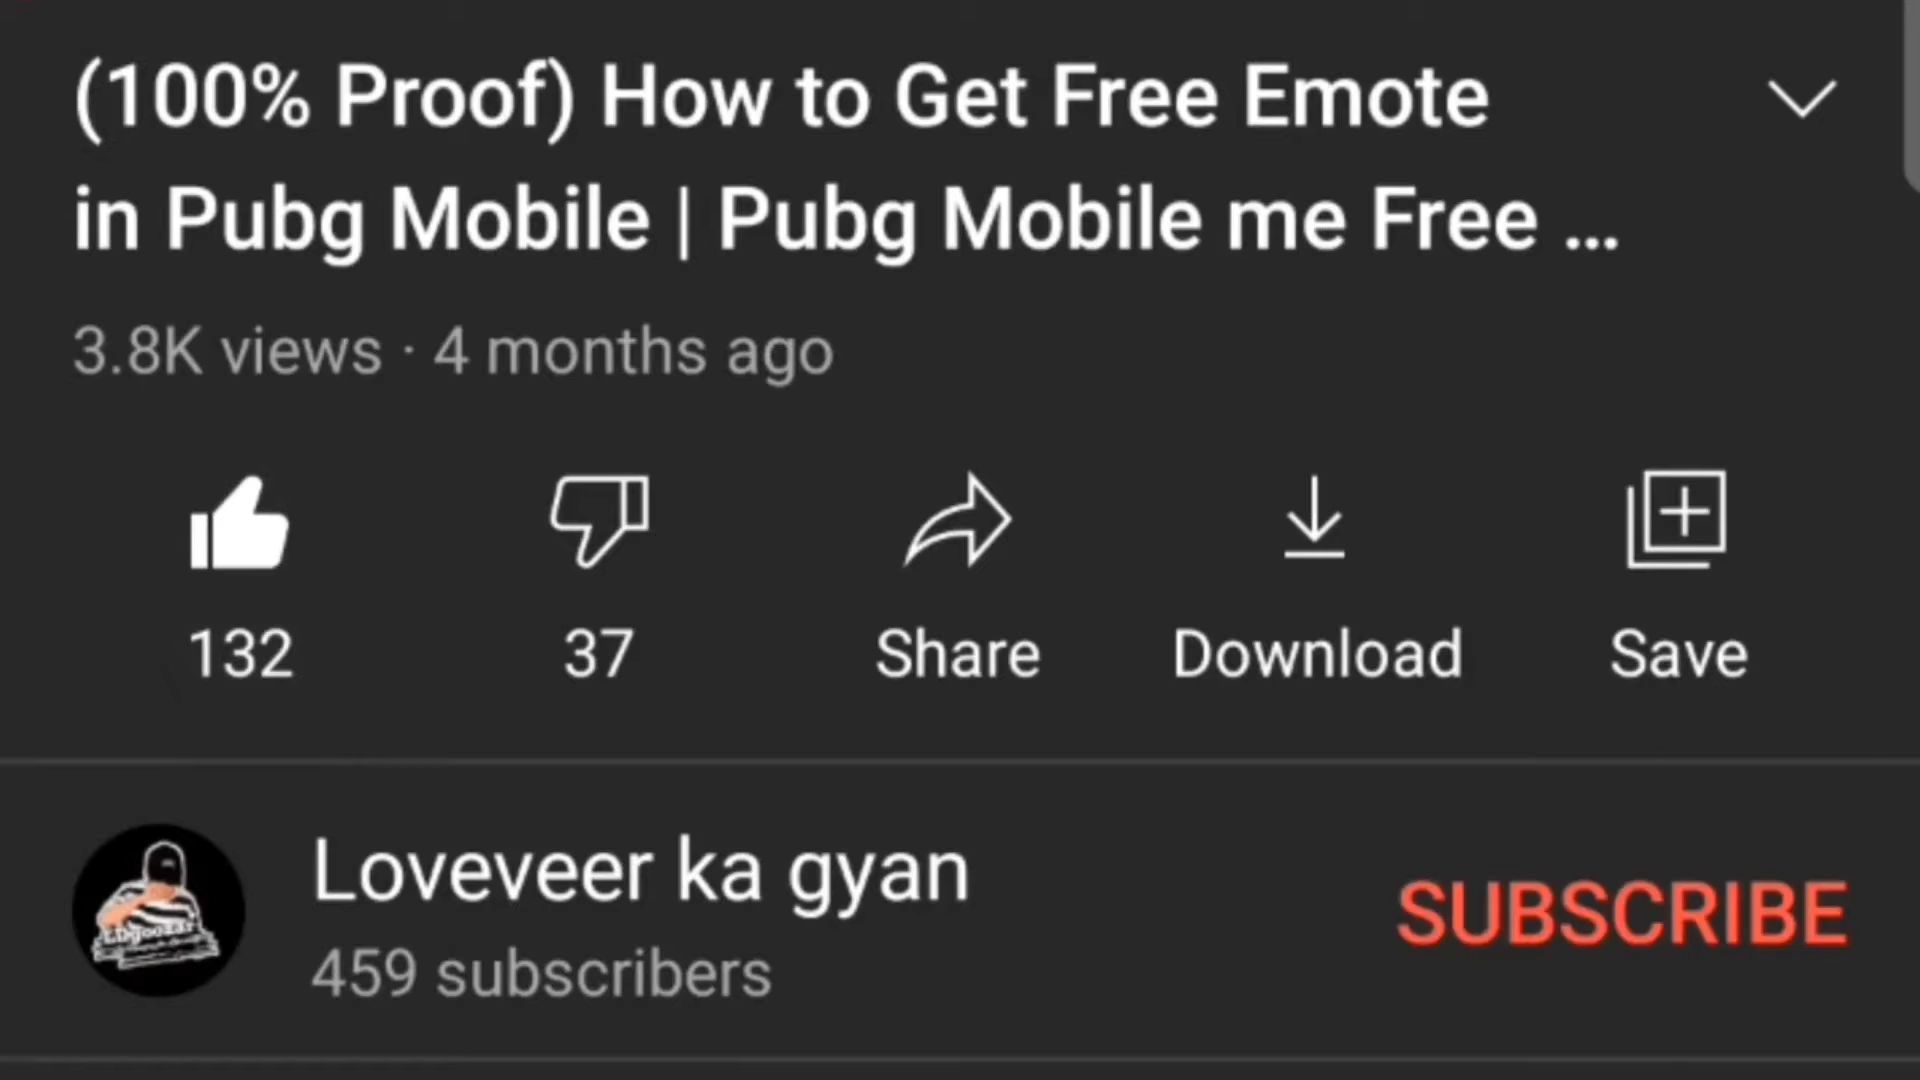 (100% Proof) How to Get Free Emote
in Pubg Mobile | Pubg Mobile me Free ...
3.8K views · 4 months ago
132
37
Share
Download
Save
Loveveer ka gyan
459 subscribers
SUBSCRIBE